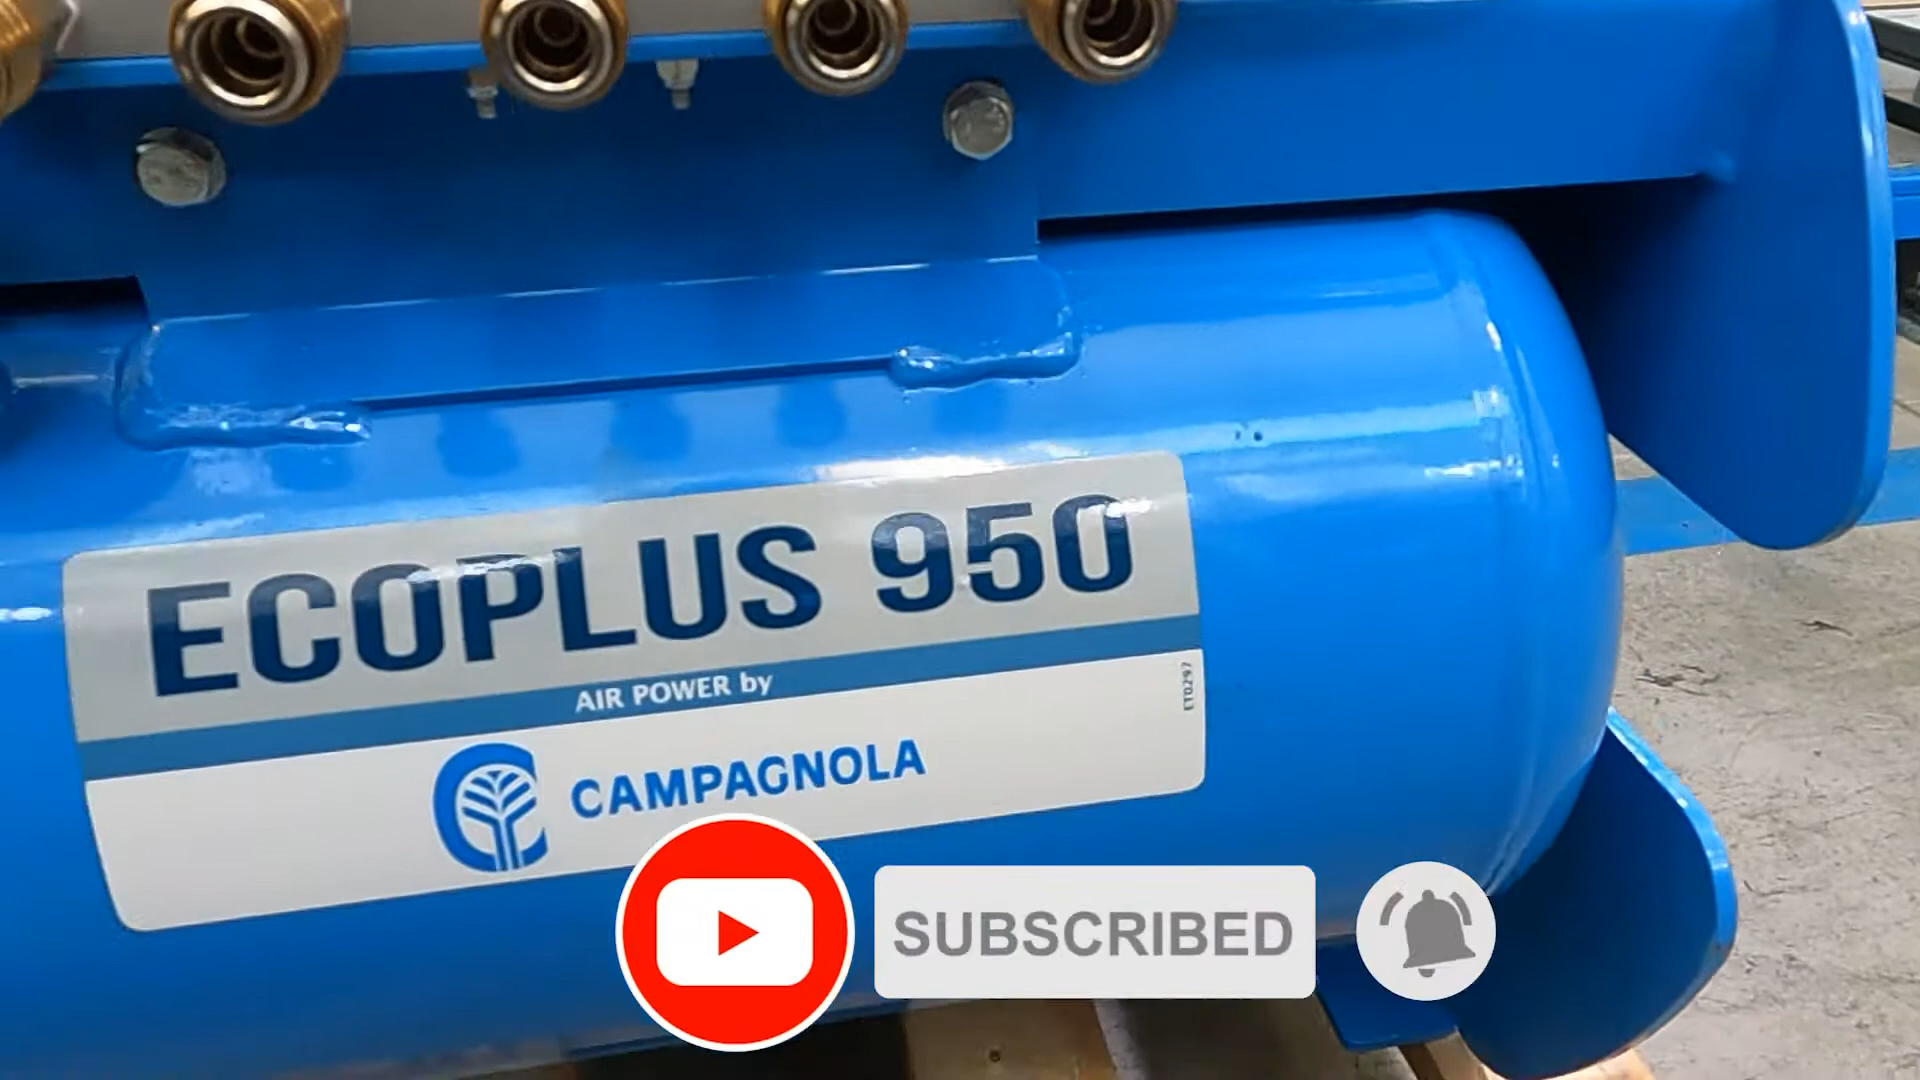 ECOPLUS 950
AIR POWER by
CAMPAGNOLA
ET0297
SUBSCRIBED